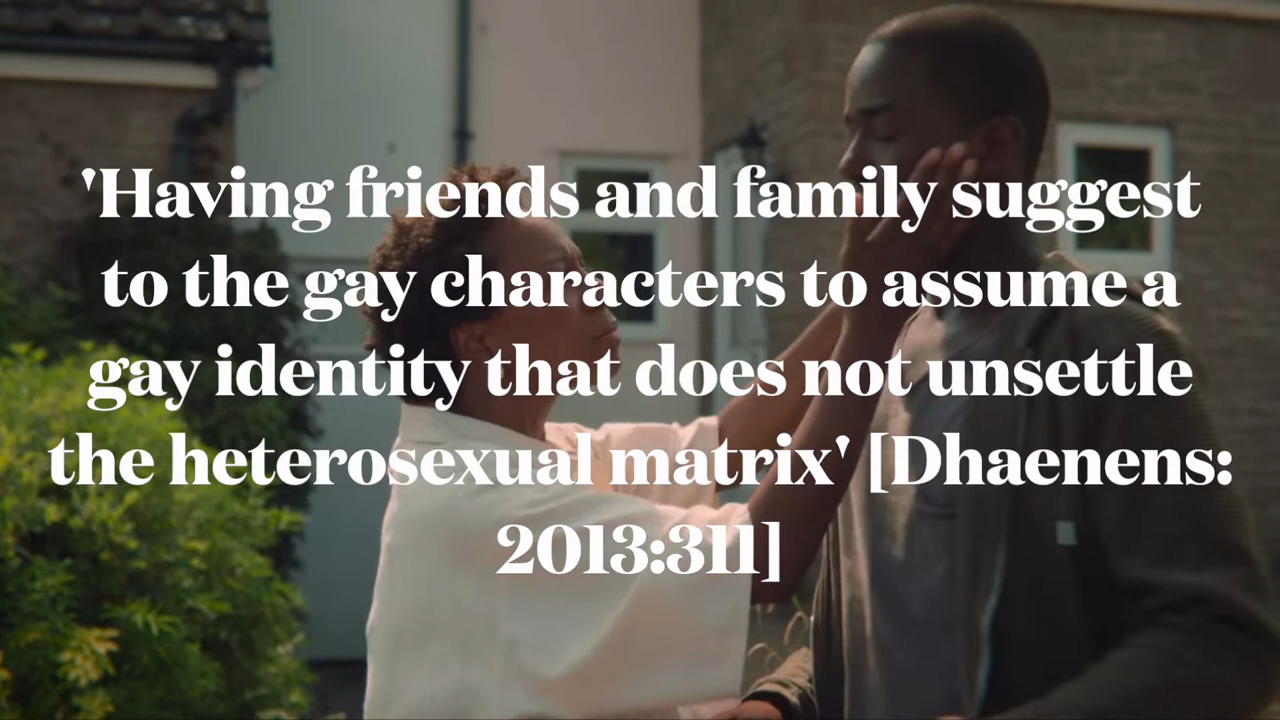 'Having friends and family suggest
to the gay characters to assume a
gay identity that does not unsettle
the heterosexual matrix' [Dhaenens:
2013:311]